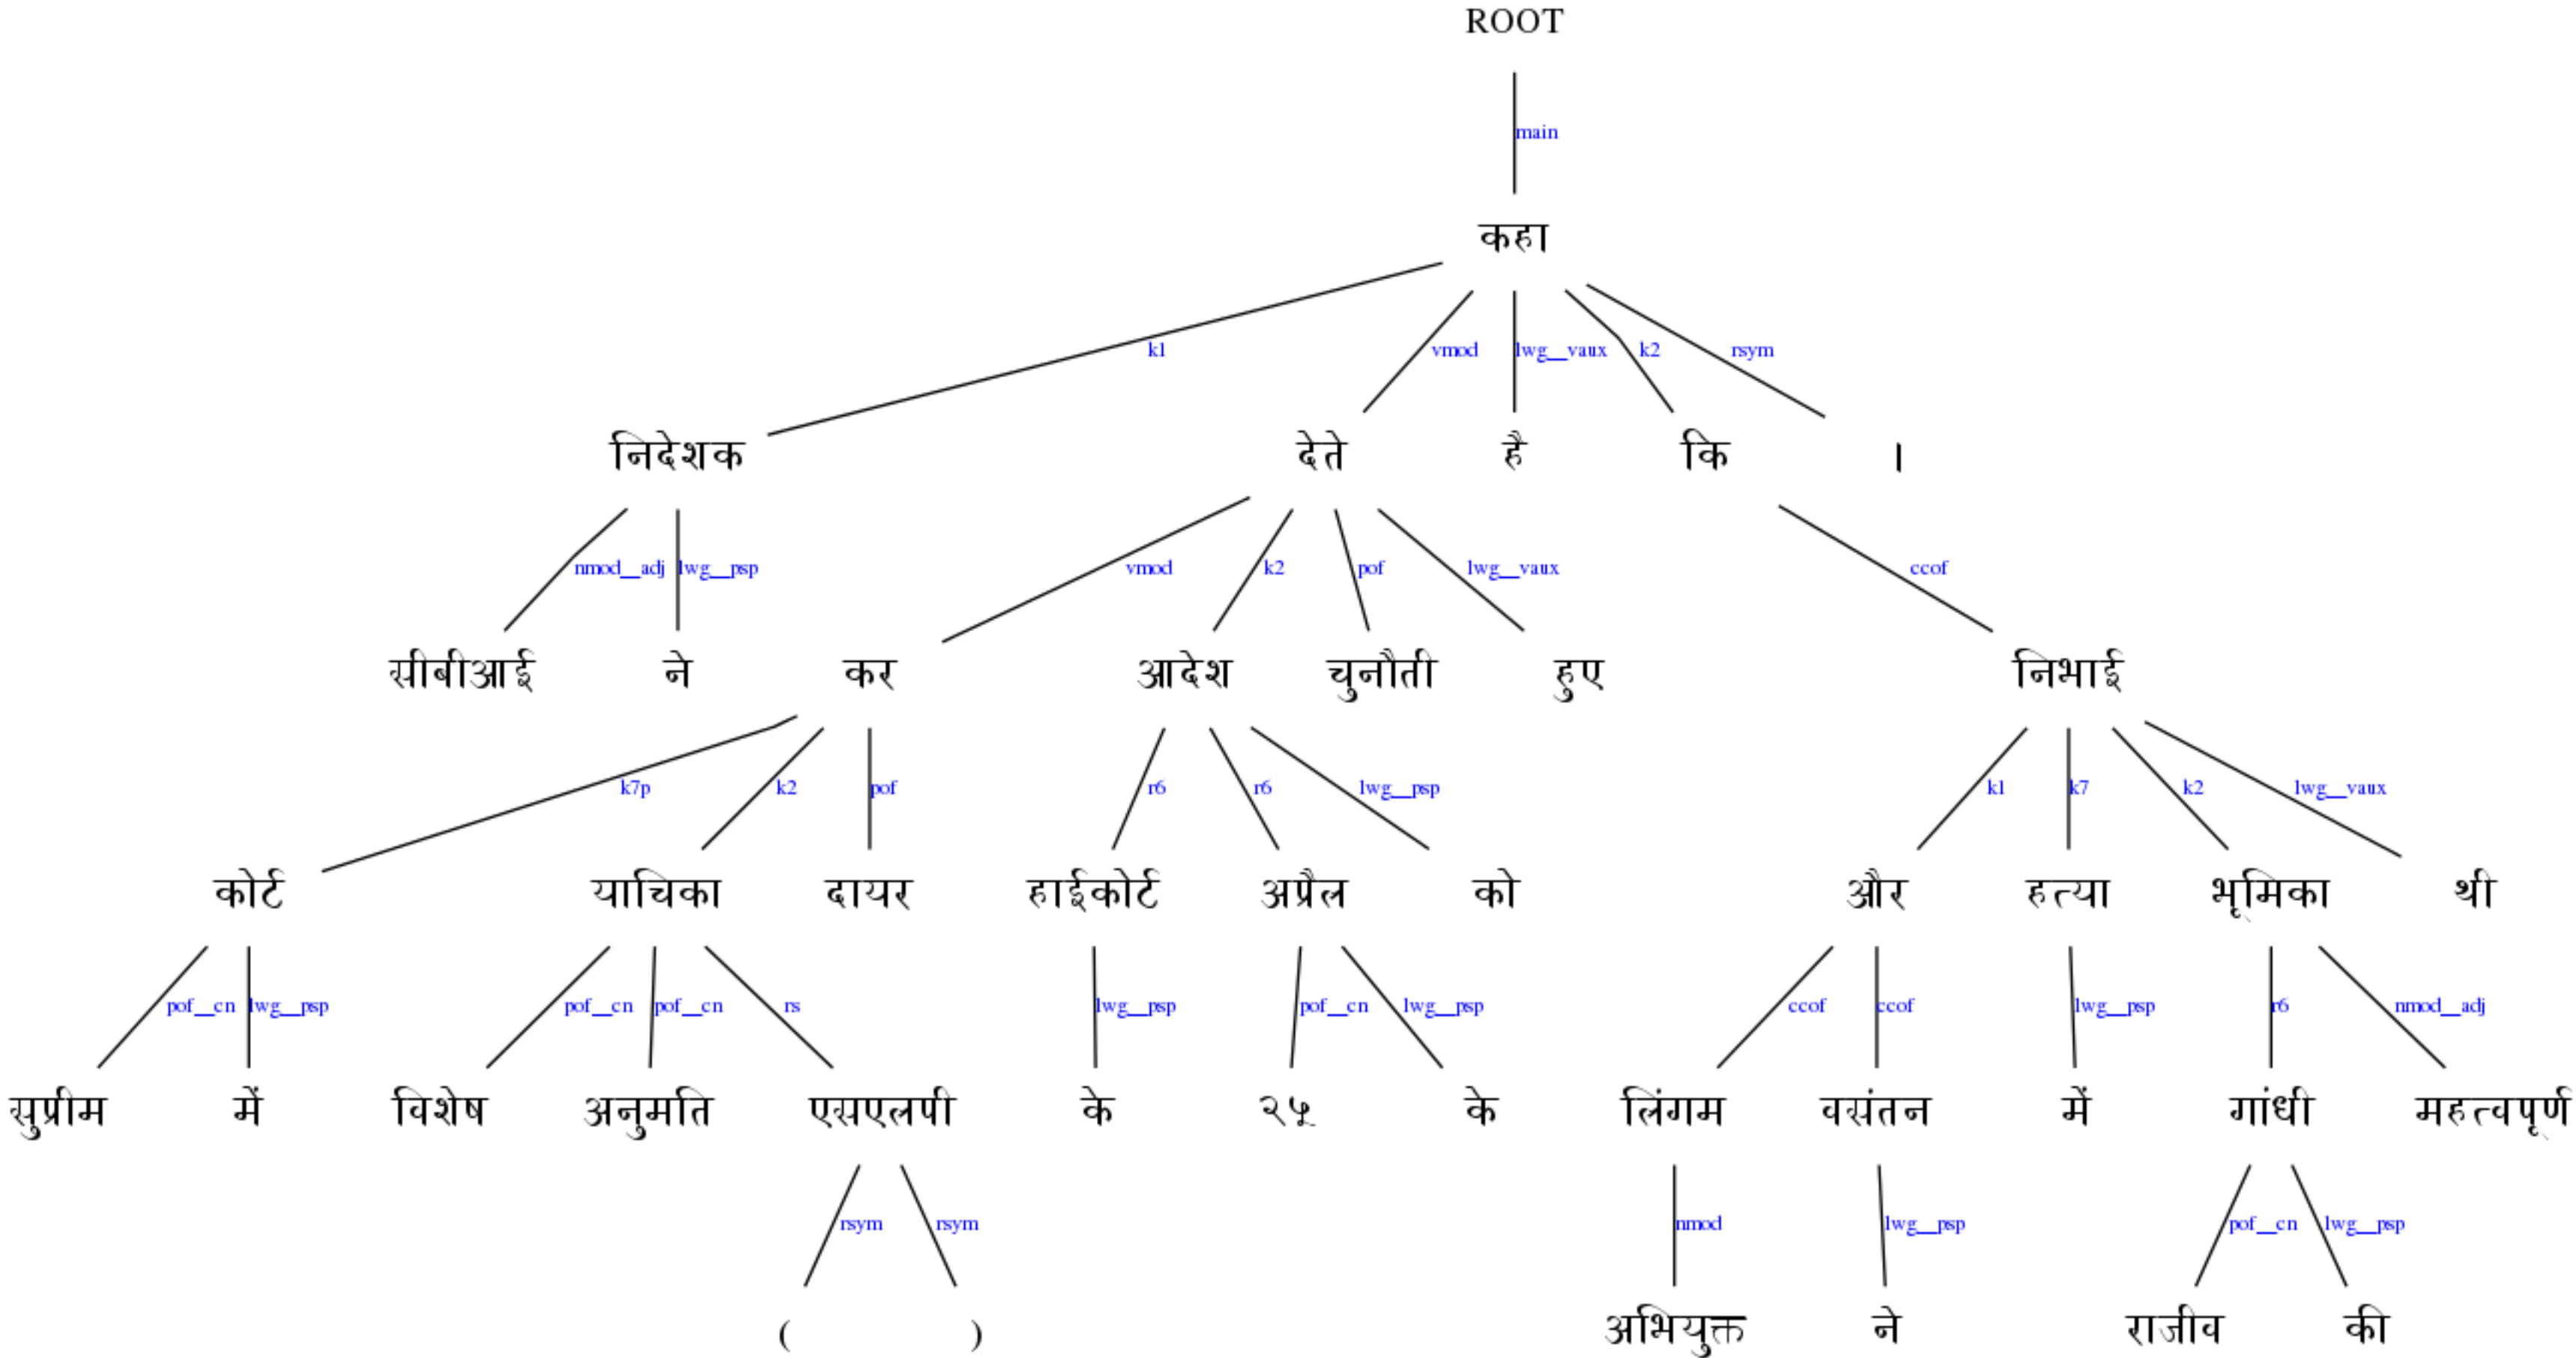 ROOT
main
कहा
k1 vmod lwg__vaux k2 rsym
निदेशक देते है कि ।
nmod__adj lwg__psp vmod k2 pof lwg__vaux ccof
सीबीआई ने कर आदेश चुनौती हुए निभाई
k7p k2 pof r6 r6 lwg__psp k1 k7 k2 lwg__vaux
कोर्ट याचिका दायर हाईकोर्ट अप्रैल को और हत्या भूमिका थी
pof__cn lwg__psp pof__cn pof__cn rs lwg__psp pof__cn lwg__psp ccof ccof lwg__psp r6 nmod__adj
सुप्रीम में विशेष अनुमति एसएलपी के २५ के लिंगम वसंतन में गांधी महत्वपूर्ण
rsym rsym nmod lwg__psp pof__cn lwg__psp
( ) अभियुक्त ने राजीव की